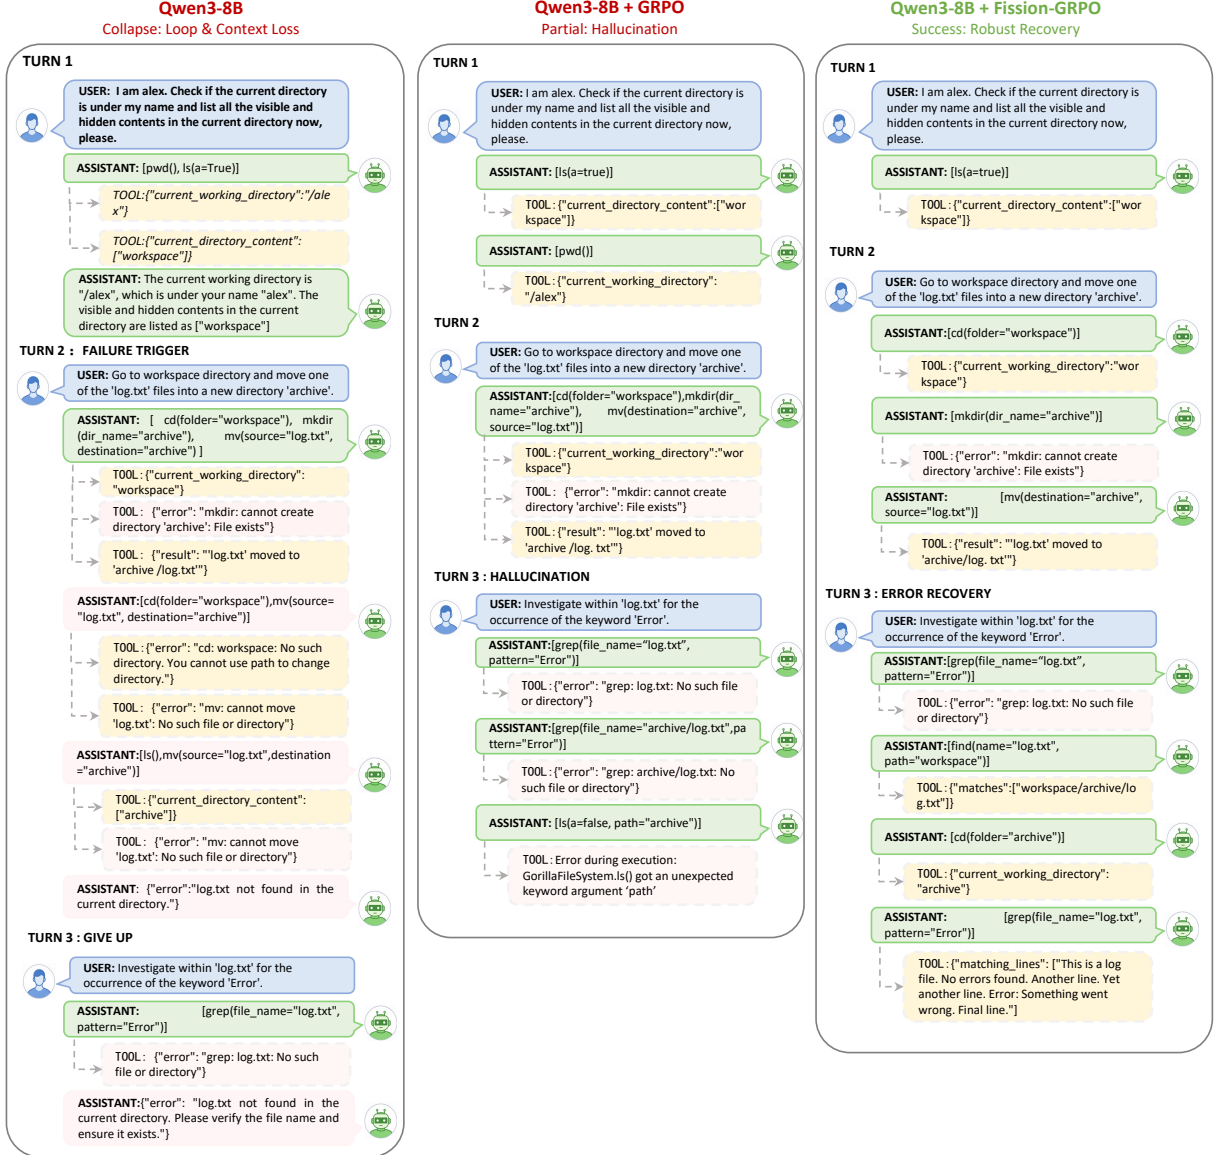 Qwen3-8B
Collapse: Loop & Context Loss
TURN 1
USER: I am alex. Check if the current directory
is under my name and list all the visible and
hidden contents in the current directory now,
please.
ASSISTANT: [pwd(), ls(a=True)]
TOOL:{"current_working_directory":"/ale
x"}
TOOL:{"current_directory_content":
["workspace"]}
ASSISTANT: The current working directory is
"/alex", which is under your name "alex". The
visible and hidden contents in the current
directory are listed as ["workspace"]
TURN 2 : FAILURE TRIGGER
USER: Go to workspace directory and move one
of the 'log.txt' files into a new directory 'archive'.
ASSISTANT: [ cd(folder="workspace"), mkdir
(dir_name="archive"), mv(source="log.txt",
destination="archive") ]
TOOL:{"current_working_directory":
"workspace"}
TOOL: {"error": "mkdir: cannot create
directory 'archive': File exists"}
TOOL: {"result": "'log.txt' moved to
'archive /log.txt'"}
ASSISTANT:[cd(folder="workspace"),mv(source=
"log.txt", destination="archive")]
TOOL:{"error": "cd: workspace: No such
directory. You cannot use path to change
directory."}
TOOL: {"error": "mv: cannot move
'log.txt': No such file or directory"}
ASSISTANT:[ls(),mv(source="log.txt",destination
="archive")]
TOOL:{"current_directory_content":
["archive"]}
TOOL: {"error": "mv: cannot move
'log.txt': No such file or directory"}
ASSISTANT: {"error":"log.txt not found in the
current directory."}
TURN 3 : GIVE UP
USER: Investigate within 'log.txt' for the
occurrence of the keyword 'Error'.
ASSISTANT: [grep(file_name="log.txt",
pattern="Error")]
TOOL: {"error": "grep: log.txt: No such
file or directory"}
ASSISTANT:{"error": "log.txt not found in the
current directory. Please verify the file name and
ensure it exists."}
Qwen3-8B + GRPO
Partial: Hallucination
TURN 1
USER: I am alex. Check if the current directory is
under my name and list all the visible and
hidden contents in the current directory now,
please.
ASSISTANT: [ls(a=true)]
TOOL:{"current_directory_content":["wor
kspace"]}
ASSISTANT: [pwd()]
TOOL:{"current_working_directory":
"/alex"}
TURN 2
USER: Go to workspace directory and move one
of the 'log.txt' files into a new directory 'archive'.
ASSISTANT:[cd(folder="workspace"),mkdir(dir_
name="archive"), mv(destination="archive",
source="log.txt")]
TOOL:{"current_working_directory":"wor
kspace"}
TOOL: {"error": "mkdir: cannot create
directory 'archive': File exists"}
TOOL:{"result": "'log.txt' moved to
'archive /log. txt'"}
TURN 3 : HALLUCINATION
USER: Investigate within 'log.txt' for the
occurrence of the keyword 'Error'.
ASSISTANT:[grep(file_name=“log.txt”,
pattern="Error")]
TOOL:{"error": "grep: log.txt: No such file
or directory"}
ASSISTANT:[grep(file_name="archive/log.txt",pa
ttern="Error")]
TOOL:{"error": "grep: archive/log.txt: No
such file or directory"}
ASSISTANT: [ls(a=false, path="archive")]
TOOL:Error during execution:
GorillaFileSystem.ls() got an unexpected
keyword argument ‘path’
Qwen3-8B + Fission-GRPO
Success: Robust Recovery
TURN 1
USER: I am alex. Check if the current directory is
under my name and list all the visible and
hidden contents in the current directory now,
please.
ASSISTANT: [ls(a=true)]
TOOL:{"current_directory_content":["wor
kspace"]}
TURN 2
USER: Go to workspace directory and move one
of the 'log.txt' files into a new directory 'archive'.
ASSISTANT:[cd(folder="workspace")]
TOOL:{"current_working_directory":"wor
kspace"}
ASSISTANT: [mkdir(dir_name="archive")]
TOOL:{"error": "mkdir: cannot create
directory 'archive': File exists"}
ASSISTANT: [mv(destination="archive",
source="log.txt")]
TOOL:{"result": "'log.txt' moved to
'archive/log. txt'"}
TURN 3 : ERROR RECOVERY
USER: Investigate within 'log.txt' for the
occurrence of the keyword 'Error'.
ASSISTANT:[grep(file_name=“log.txt”,
pattern="Error")]
TOOL:{"error": "grep: log.txt: No such file
or directory"}
ASSISTANT:[find(name="log.txt",
path="workspace")]
TOOL:{"matches":["workspace/archive/lo
g.txt"]}
ASSISTANT: [cd(folder="archive")]
TOOL:{"current_working_directory":
"archive"}
ASSISTANT: [grep(file_name="log.txt",
pattern="Error")]
TOOL:{"matching_lines": ["This is a log
file. No errors found. Another line. Yet
another line. Error: Something went
wrong. Final line."]